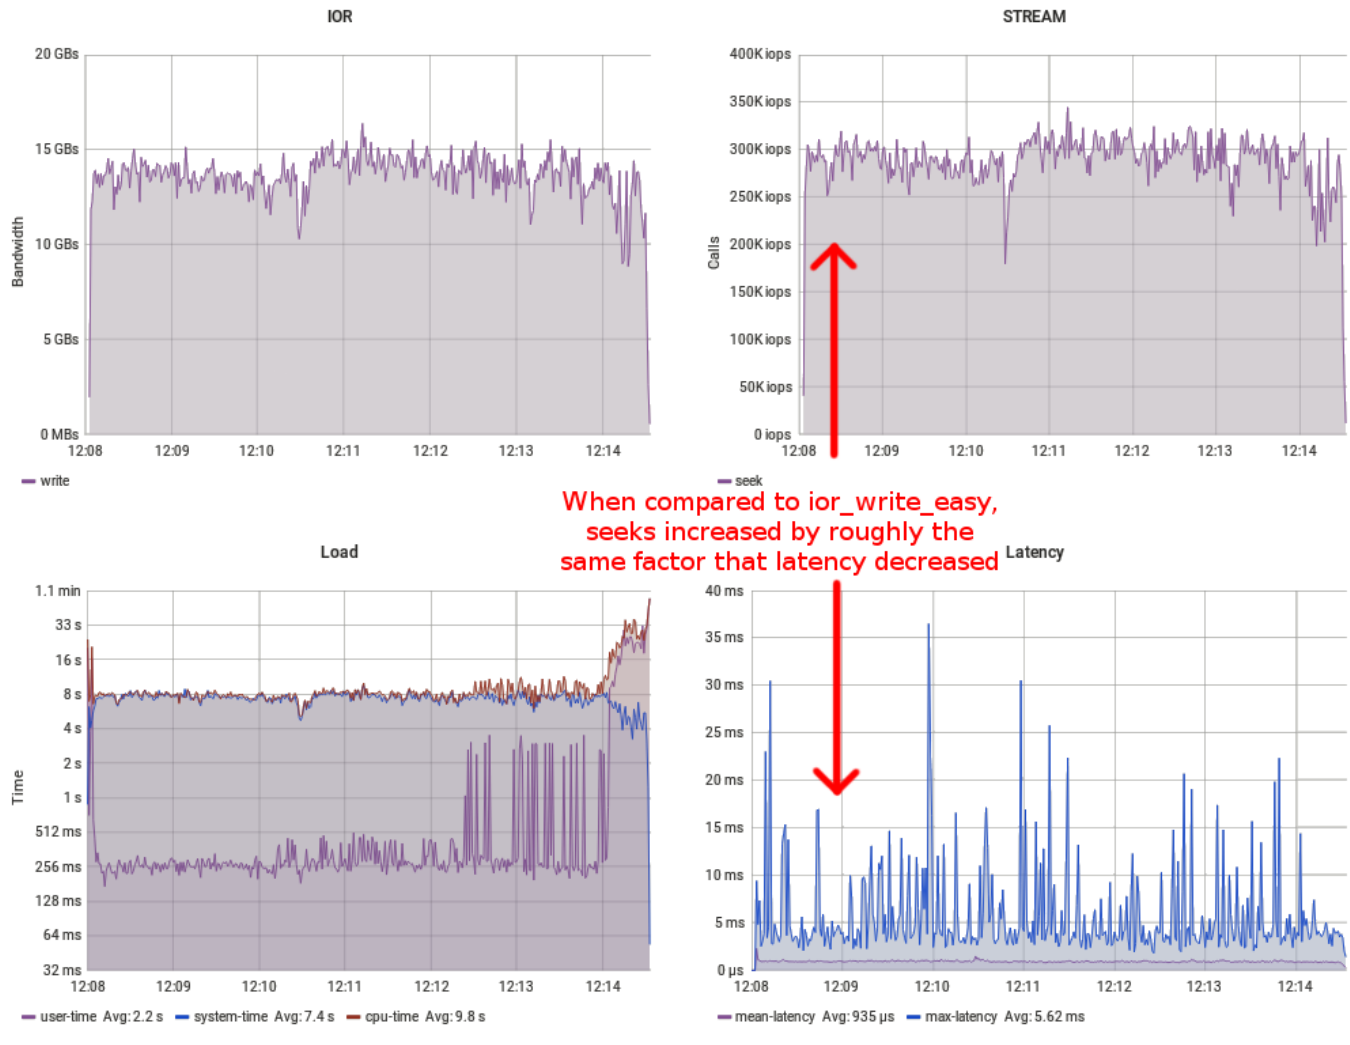 IOR
STREAM
20 GBs
15 GBs
10 GBs
5 GBs
0 MBs
Bandwidth
12:08 12:09 12:10 12:11 12:12 12:13 12:14
write
400K iops
350K iops
300K iops
250K iops
200K iops
150K iops
100K iops
50K iops
0 iops
Calls
12:08 12:09 12:10 12:11 12:12 12:13 12:14
seek
When compared to ior_write_easy,
seeks increased by roughly the
same factor that latency decreased
Load
Latency
1.1 min
33 s
16 s
8 s
4 s
2 s
1 s
512 ms
256 ms
128 ms
64 ms
32 ms
Time
12:08 12:09 12:10 12:11 12:12 12:13 12:14
user-time Avg: 2.2 s system-time Avg: 7.4 s cpu-time Avg: 9.8 s
40 ms
35 ms
30 ms
25 ms
20 ms
15 ms
10 ms
5 ms
0 µs
12:08 12:09 12:10 12:11 12:12 12:13 12:14
mean-latency Avg: 935 µs max-latency Avg: 5.62 ms